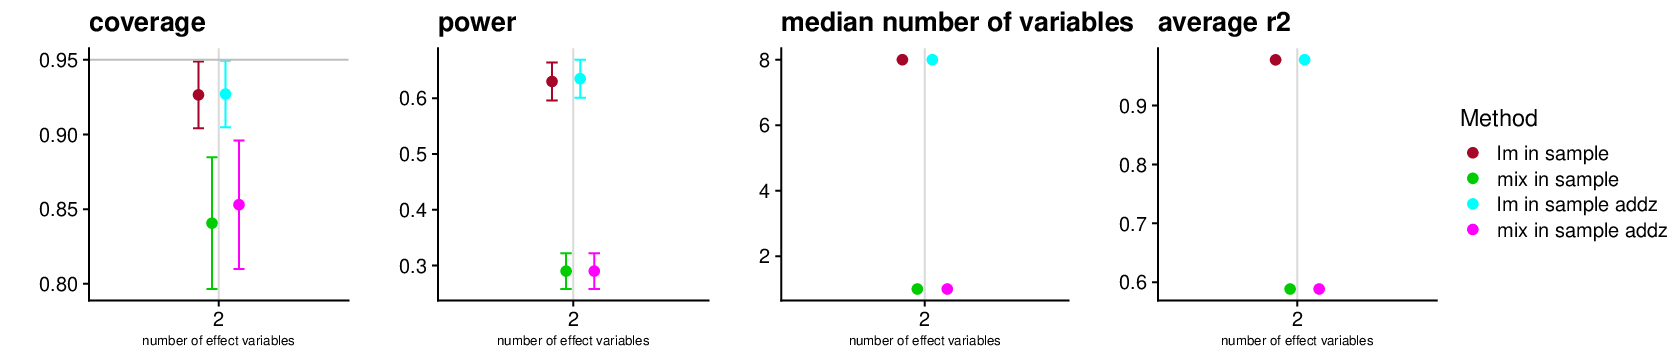 coverage
0.95
0.90
0.85
0.80
2
number of effect variables
power
0.6
0.5
0.4
0.3
2
number of effect variables
median number of variables
8
6
4
2
2
number of effect variables
average r2
0.9
0.8
0.7
0.6
2
number of effect variables
Method
lm in sample
mix in sample
lm in sample addz
mix in sample addz